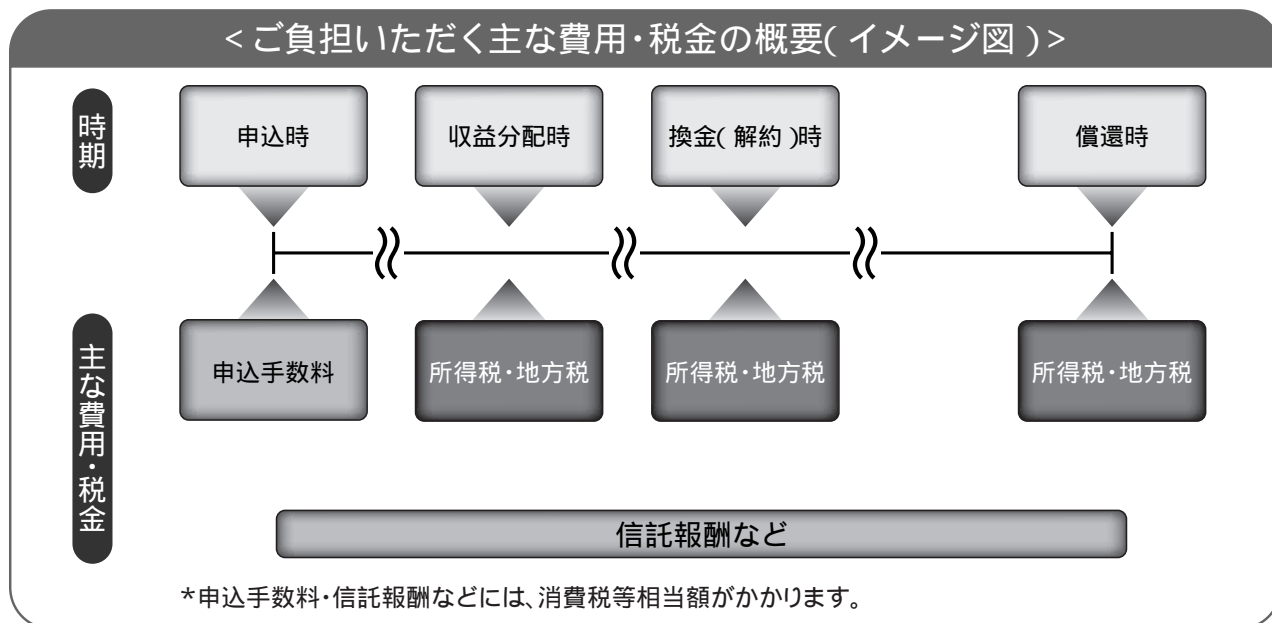 <ご負担いただく主な費用・税金の概要(イメージ図)>
時期
申込時
収益分配時
換金(解約)時
償還時
主な費用・税金
申込手数料
所得税・地方税
所得税・地方税
所得税・地方税
信託報酬など
*申込手数料・信託報酬などには、消費税等相当額がかかります。